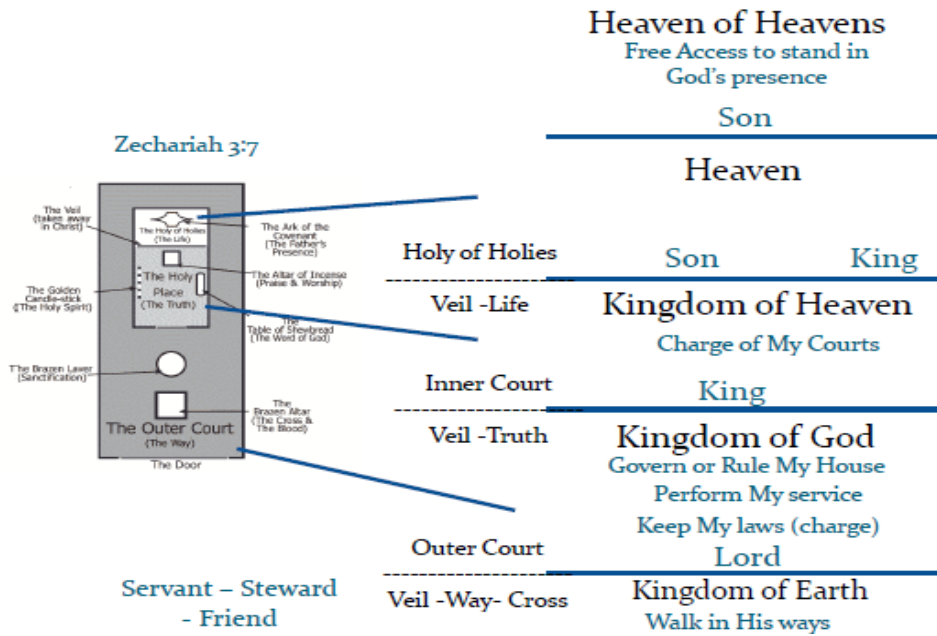 Heaven of Heavens
Free Access to stand in
God's presence
Son
Zechariah 3:7
Heaven
The Veil
(taken away
in Christ)
The Holy of Holies
(The Life)
The Ark of the
Covenant
(The Father's
Presence)
The Altar of Incense
(Praise & Worship)
The Holy
Place
(The Truth)
The Golden
Candle-stick
(The Holy Spirit)
The
Table of Shewbread
(The Word of God)
The Brazen Laver
(Sanctification)
The
Brazen Altar
(The Cross &
The Blood)
The Outer Court
(The Way)
The Door
Holy of Holies
Son King
Veil -Life
Kingdom of Heaven
Charge of My Courts
Inner Court
King
Veil -Truth
Kingdom of God
Govern or Rule My House
Perform My service
Keep My laws (charge)
Outer Court
Lord
Veil -Way- Cross
Kingdom of Earth
Walk in His ways
Servant – Steward
- Friend